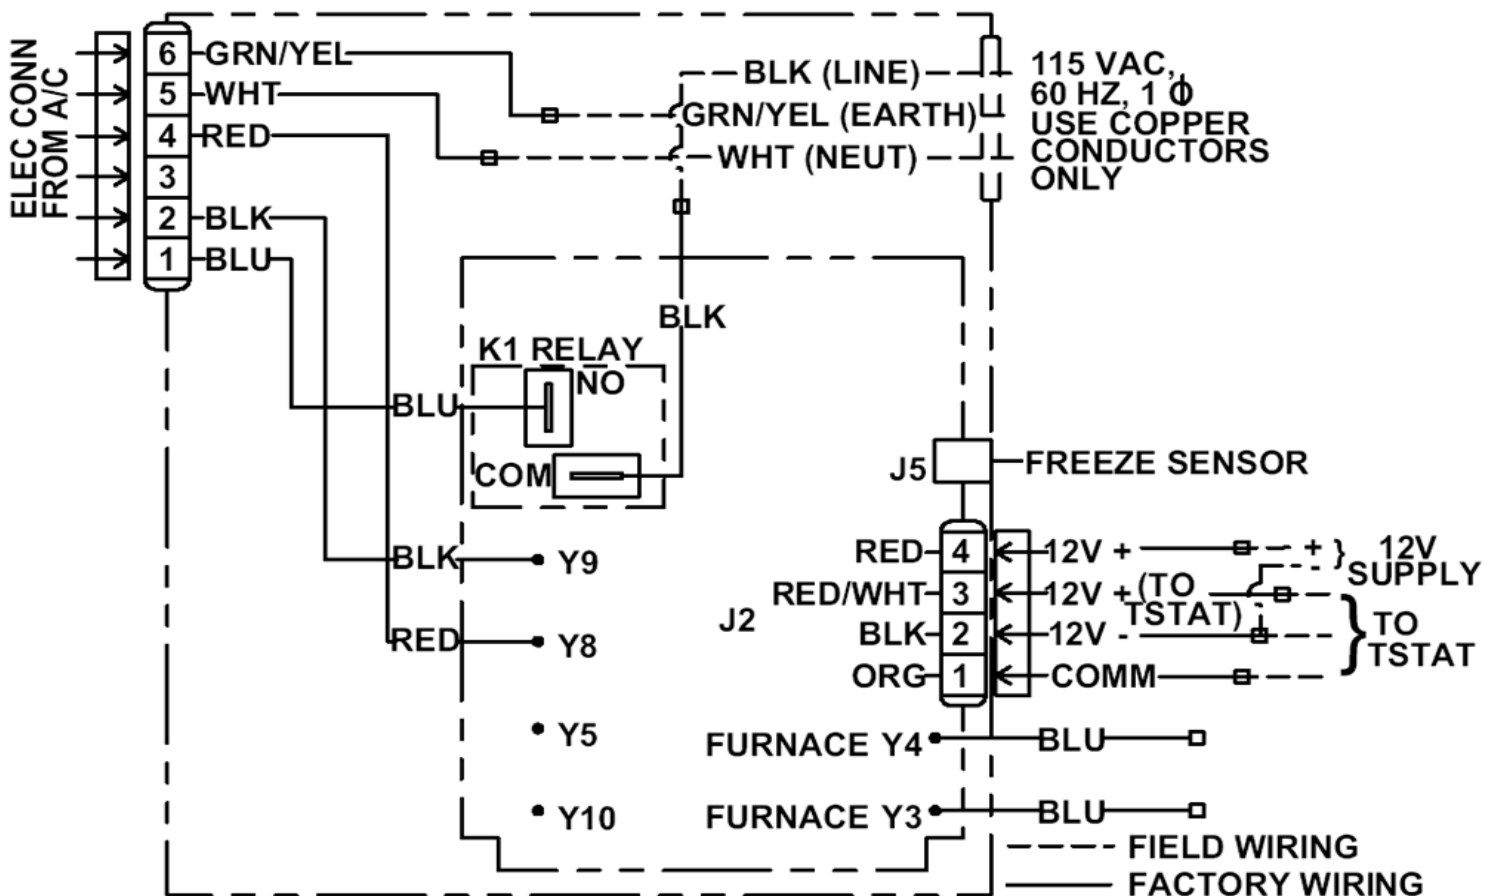 ELEC CONN
FROM A/C
6 GRN/YEL
5 WHT
4 RED
3
2 BLK
1 BLU
BLK (LINE)
GRN/YEL (EARTH)
WHT (NEUT)
115 VAC,
60 HZ, 1 ϕ
USE COPPER
CONDUCTORS
ONLY
BLK
K1 RELAY
NO
BLU
COM
J5
FREEZE SENSOR
BLK
Y9
RED
Y8
Y5
Y10
J2
RED 4 12V +
RED/WHT 3 12V + (TO
TSTAT)
BLK 2 12V -
ORG 1 COMM
+ } 12V
- SUPPLY
} TO
TSTAT
FURNACE Y4 BLU
FURNACE Y3 BLU
FIELD WIRING
FACTORY WIRING